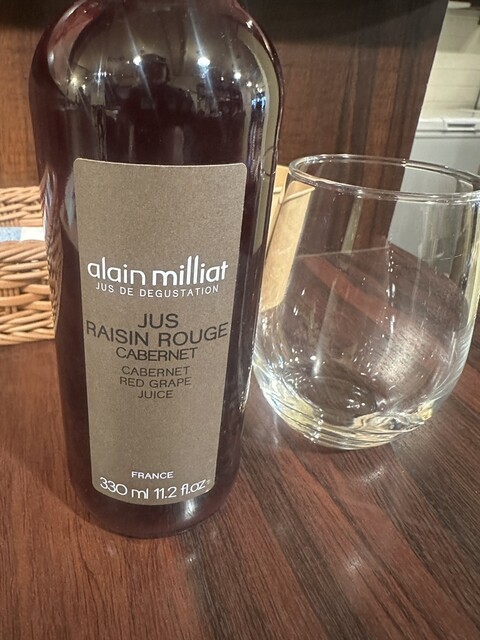 alain milliat
JUS DE DEGUSTATION
JUS
RAISIN ROUGE
CABERNET
CABERNET
RED GRAPE
JUICE
FRANCE
330 ml 11.2 fl.oz